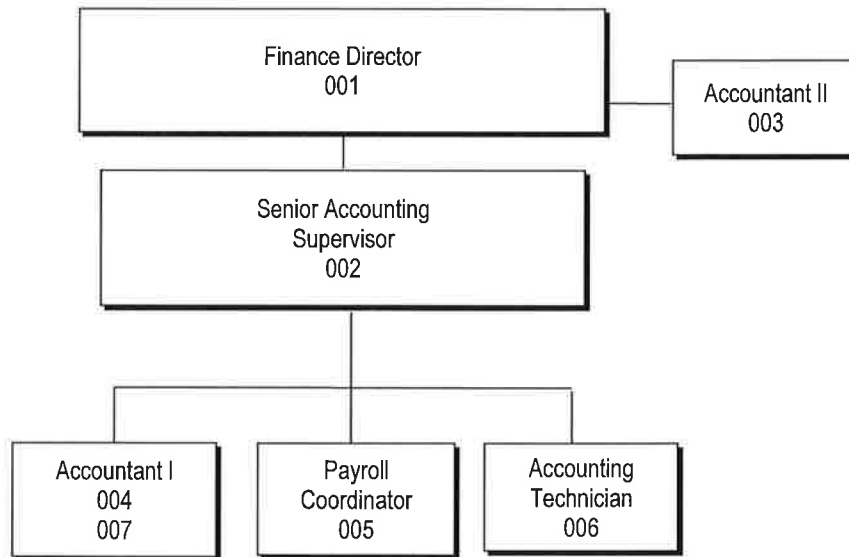 Finance Director
001
Accountant II
003
Senior Accounting
Supervisor
002
Accountant I
004
007
Payroll
Coordinator
005
Accounting
Technician
006